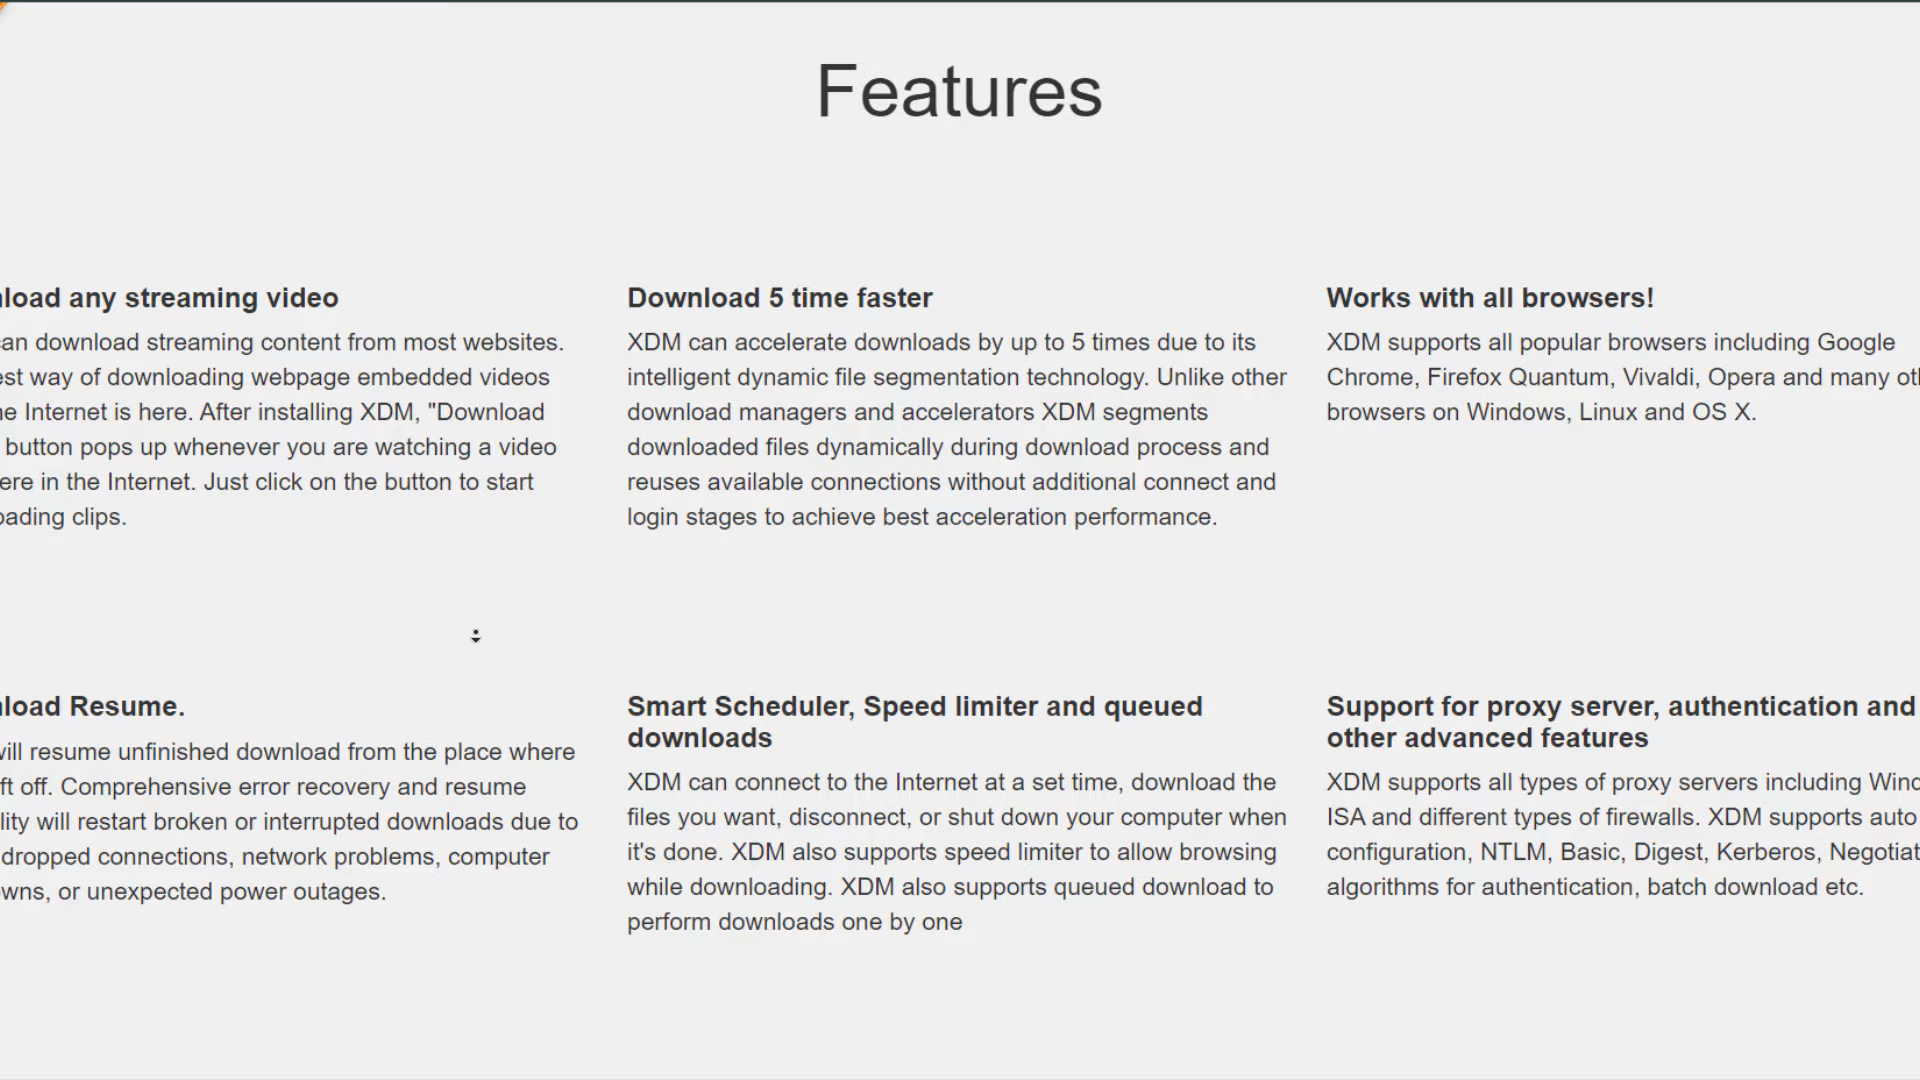 Features
load any streaming video
an download streaming content from most websites.
est way of downloading webpage embedded videos
he Internet is here. After installing XDM, "Download
button pops up whenever you are watching a video
ere in the Internet. Just click on the button to start
oading clips.
Download 5 time faster
XDM can accelerate downloads by up to 5 times due to its
intelligent dynamic file segmentation technology. Unlike other
download managers and accelerators XDM segments
downloaded files dynamically during download process and
reuses available connections without additional connect and
login stages to achieve best acceleration performance.
Works with all browsers!
XDM supports all popular browsers including Google
Chrome, Firefox Quantum, Vivaldi, Opera and many ot
browsers on Windows, Linux and OS X.
load Resume.
will resume unfinished download from the place where
ft off. Comprehensive error recovery and resume
lity will restart broken or interrupted downloads due to
dropped connections, network problems, computer
owns, or unexpected power outages.
Smart Scheduler, Speed limiter and queued
downloads
XDM can connect to the Internet at a set time, download the
files you want, disconnect, or shut down your computer when
it's done. XDM also supports speed limiter to allow browsing
while downloading. XDM also supports queued download to
perform downloads one by one
Support for proxy server, authentication and
other advanced features
XDM supports all types of proxy servers including Wind
ISA and different types of firewalls. XDM supports auto
configuration, NTLM, Basic, Digest, Kerberos, Negotiat
algorithms for authentication, batch download etc.